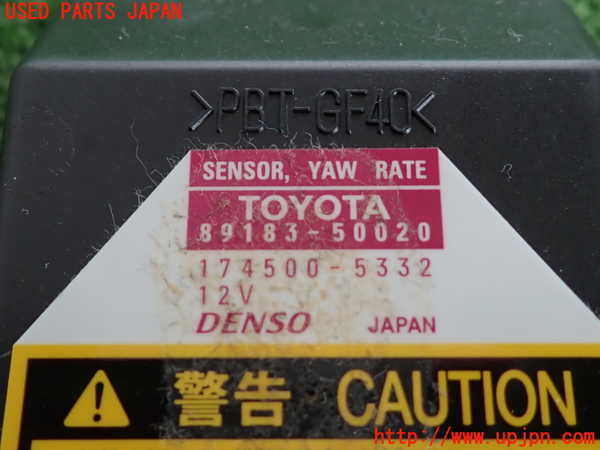 USED PARTS JAPAN
>PBT-GF40<
SENSOR, YAW RATE
TOYOTA
89183-50020
174500-5332
12V
DENSO JAPAN
警告 CAUTION
http://www.upjpn.com/